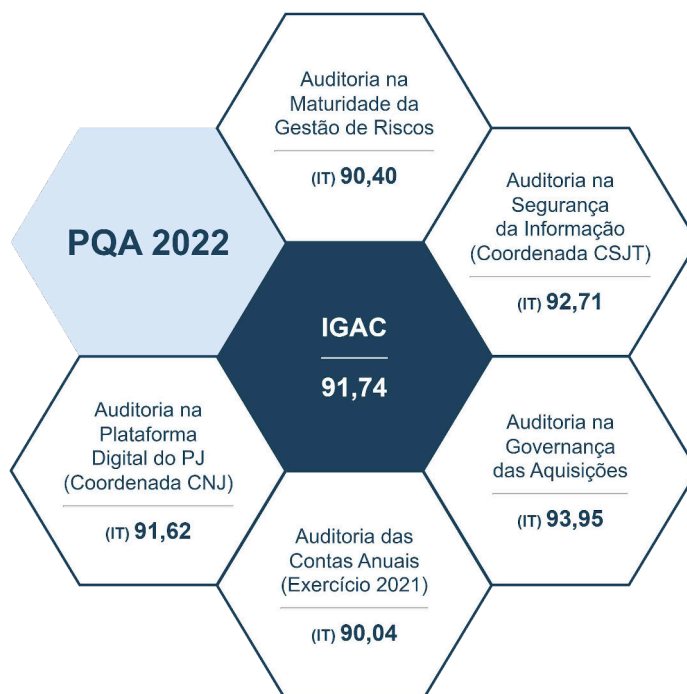 Auditoria na
Maturidade da
Gestão de Riscos
(IT) 90,40
PQA 2022
Auditoria na
Segurança
da Informação
(Coordenada CSJT)
(IT) 92,71
IGAC
91,74
Auditoria na
Plataforma
Digital do PJ
(Coordenada CNJ)
(IT) 91,62
Auditoria na
Governança
das Aquisições
(IT) 93,95
Auditoria das
Contas Anuais
(Exercício 2021)
(IT) 90,04